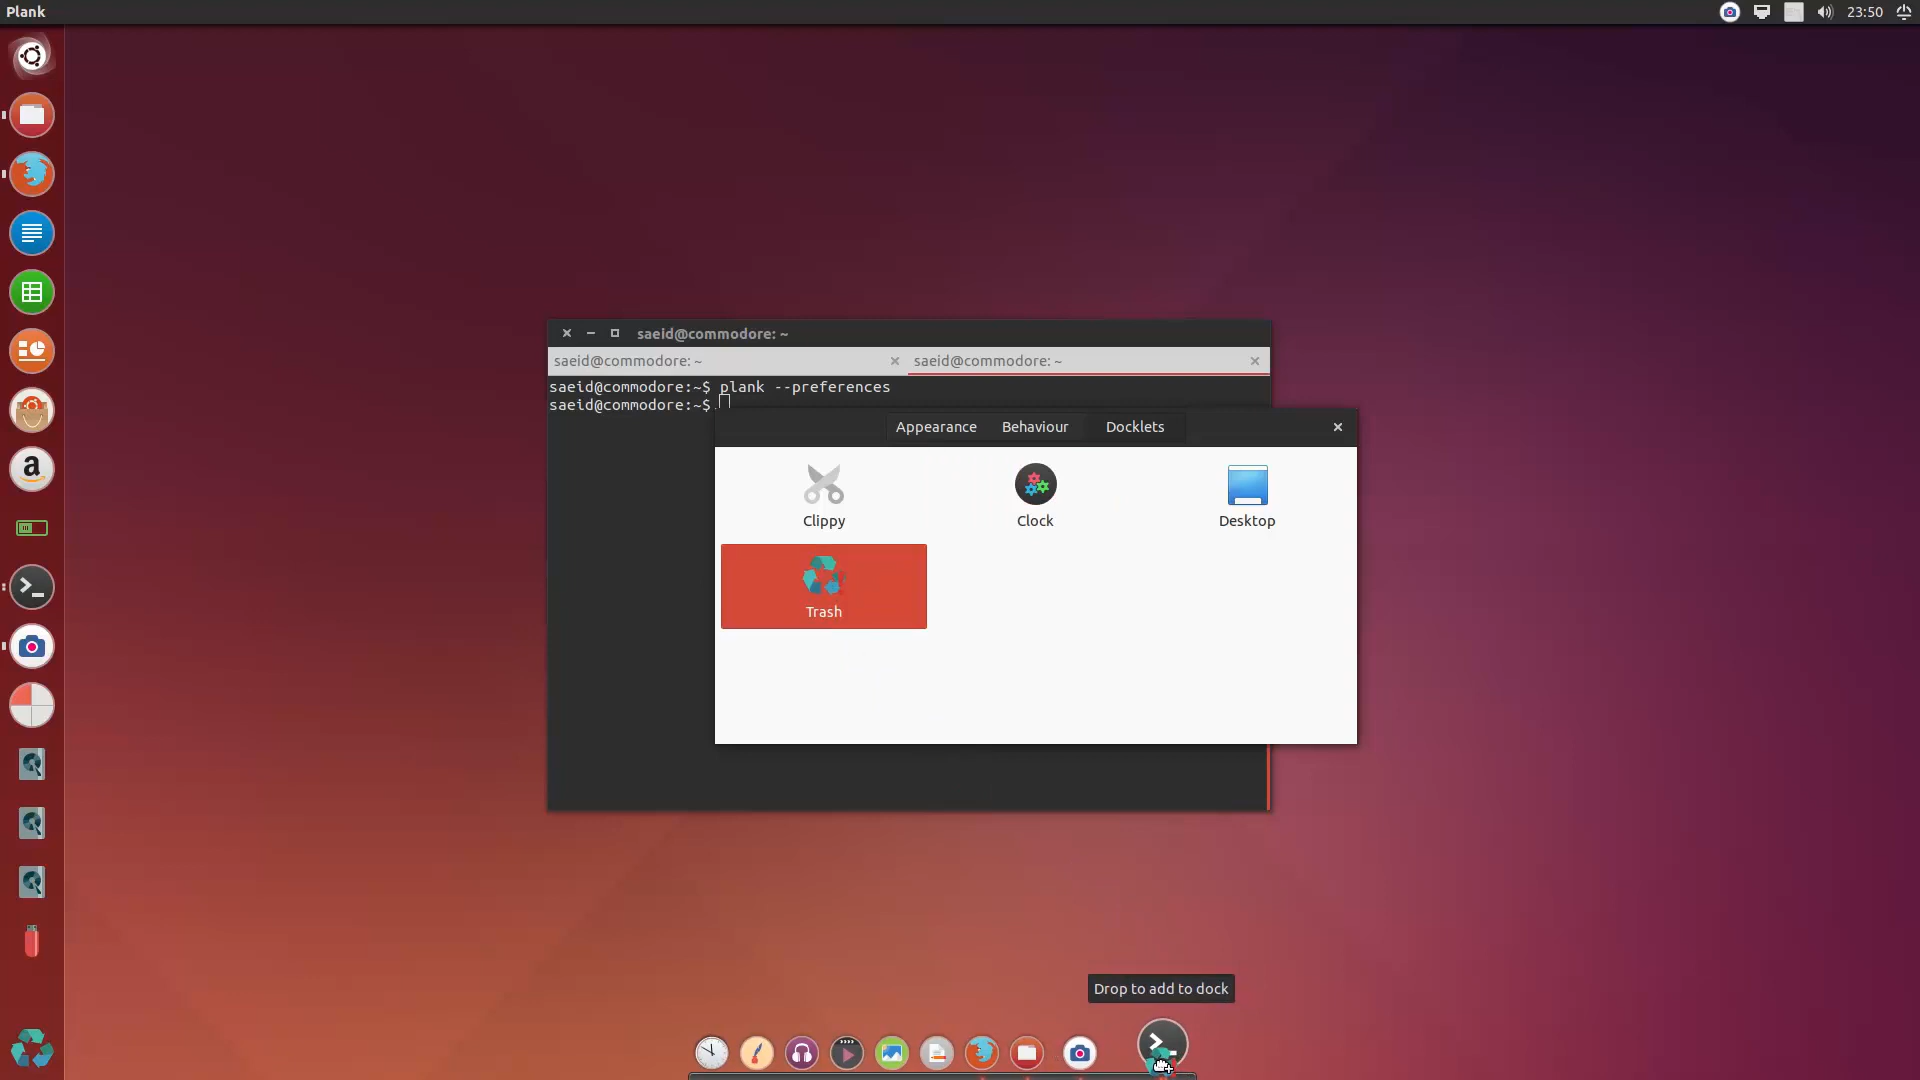 Plank
23:50
saeid@commodore: ~
saeid@commodore: ~
saeid@commodore: ~
saeid@commodore:~$ plank --preferences
saeid@commodore:~$
Appearance
Behaviour
Docklets
Clippy
Clock
Desktop
Trash
Drop to add to dock